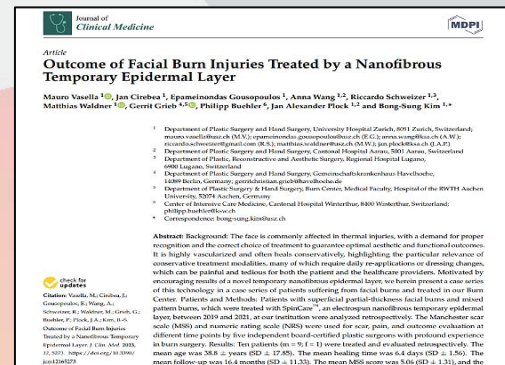 Journal of
Clinical Medicine
MDPI
Article
Outcome of Facial Burn Injuries Treated by a Nanofibrous
Temporary Epidermal Layer
Mauro Vasella 1, Jan Cirebea 1, Epameinondas Gousopoulos 1, Anna Wang 1,2, Riccardo Schweizer 1,3,
Matthias Waldner 1, Gerrit Grieb 4,5, Philipp Buehler 6, Jan Alexander Plock 1,2 and Bong-Sung Kim 1,*
1 Department of Plastic Surgery and Hand Surgery, University Hospital Zurich, 8091 Zurich, Switzerland;
mauro.vasella@usz.ch (M.V.); epameinondas.gousopoulos@usz.ch (E.G.); anna.wang@ksa.ch (A.W.);
riccardo.schweizer@gmail.com (R.S.); matthias.waldner@usz.ch (M.W.); jan.plock@ksa.ch (J.A.P.)
2 Department of Plastic Surgery & Hand Surgery, Cantonal Hospital Aarau, 5001 Aarau, Switzerland
3 Department of Plastic, Reconstructive and Aesthetic Surgery, Regional Hospital Lugano,
6900 Lugano, Switzerland
4 Department of Plastic Surgery and Hand Surgery, Gemeinschaftskrankenhaus Havelhoehe,
14089 Berlin, Germany; gerritchristian.grieb@havelhoehe.de
5 Department of Plastic Surgery & Hand Surgery, Burn Center, Medical Faculty, Hospital of the RWTH Aachen
University, 52074 Aachen, Germany
6 Center of Intensive Care Medicine, Cantonal Hospital Winterthur, 8400 Winterthur, Switzerland;
philipp.buehler@ksw.ch
* Correspondence: bong-sung.kim@usz.ch
Abstract: Background: The face is commonly affected in thermal injuries, with a demand for proper
recognition and the correct choice of treatment to guarantee optimal aesthetic and functional outcomes.
It is highly vascularized and often heals conservatively, highlighting the particular relevance of
conservative treatment modalities, many of which require daily re-applications or dressing changes,
which can be painful and tedious for both the patient and the healthcare providers. Motivated by
encouraging results of a novel temporary nanofibrous epidermal layer, we herein present a case series
of this technology in a case series of patients suffering from facial burns and treated in our Burn
Center. Patients and Methods: Patients with superficial partial-thickness facial burns and mixed
pattern burns, which were treated with SpinCare™, an electrospun nanofibrous temporary epidermal
layer, between 2019 and 2021, at our institution were analyzed retrospectively. The Manchester scar
scale (MSS) and numeric rating scale (NRS) were used for scar, pain, and outcome evaluation at
different time points by five independent board-certified plastic surgeons with profound experience
in burn surgery. Results: Ten patients (m = 9; f = 1) were treated and evaluated retrospectively. The
mean age was 38.8 ± years (SD ± 17.85). The mean healing time was 6.4 days (SD ± 1.56). The
mean follow-up was 16.4 months (SD ± 11.33). The mean MSS score was 5.06 (SD ± 1.31), and the
check for
updates
Citation: Vasella, M.; Cirebea, J.;
Gousopoulos, E.; Wang, A.;
Schweizer, R.; Waldner, M.; Grieb, G.;
Buehler, P.; Plock, J.A.; Kim, B.-S.
Outcome of Facial Burn Injuries
Treated by a Nanofibrous Temporary
Epidermal Layer. J. Clin. Med. 2023,
12, 5273. https://doi.org/10.3390/
jcm12165273